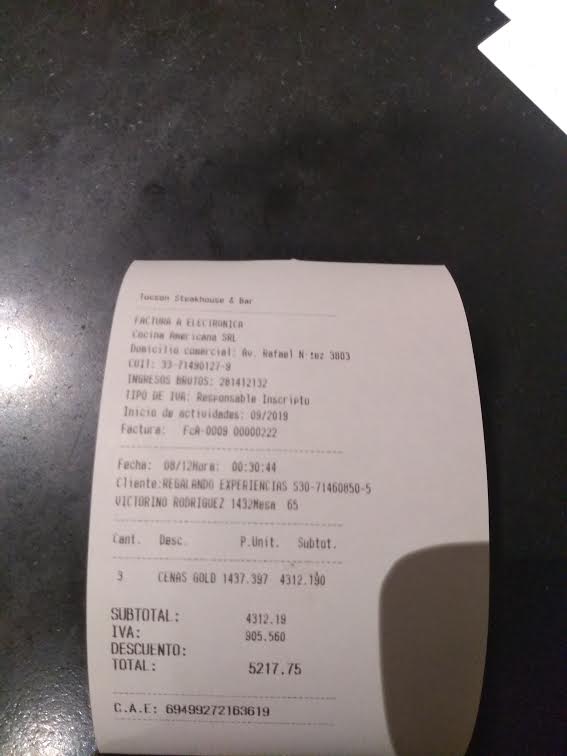 Tucson Steakhouse & Bar
FACTURA A ELECTRONICA
Cocina Americana SRL
Domicilio comercial: Av. Rafael 3803
CUIT: 33-71490127-9
INGRESOS BRUTOS: 281412132
TIPO DE IVA: Responsable Inscripto
Inicio de actividades: 09/2019
Factura: FcA-0009 00000222
Fecha: 08/12Hora: 00:30:44
Cliente:REGALANDO EXPERIENCIAS S30-71460850-5
VICTORINO RODRIGUEZ 1432Mesa 65
Cant. Desc. P.Unit. Subtot.
3 CENAS GOLD 1437.397 4312.190
SUBTOTAL: 4312.19
IVA: 905.560
DESCUENTO:
TOTAL: 5217.75
C.A.E: 69499272163619